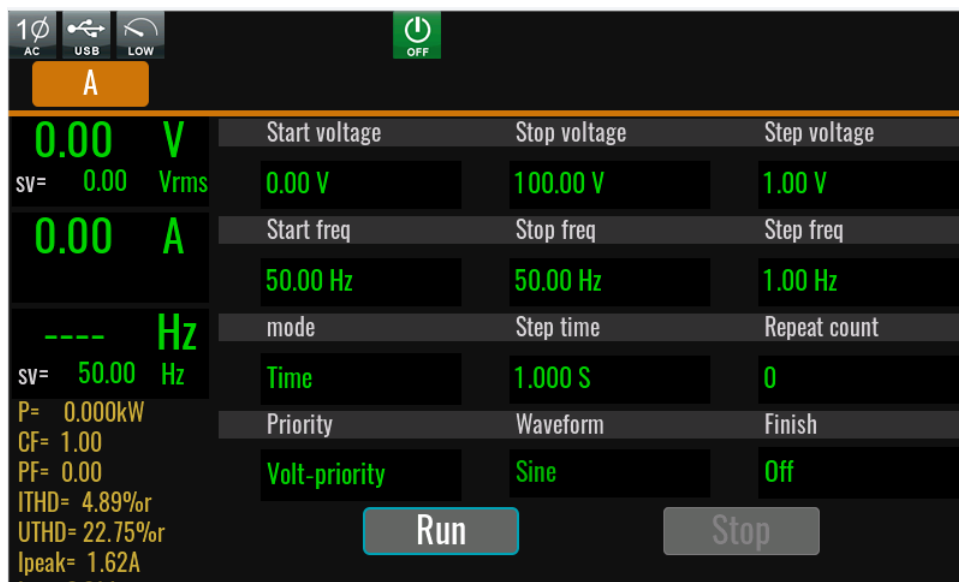 1Ø AC USB LOW OFF
A
0.00 V
sv= 0.00 Vrms
0.00 A
---- Hz
sv= 50.00 Hz
P= 0.000kW
CF= 1.00
PF= 0.00
ITHD= 4.89%r
UTHD= 22.75%r
Ipeak= 1.62A
Start voltage Stop voltage Step voltage
0.00 V 100.00 V 1.00 V
Start freq Stop freq Step freq
50.00 Hz 50.00 Hz 1.00 Hz
mode Step time Repeat count
Time 1.000 S 0
Priority Waveform Finish
Volt-priority Sine Off
Run Stop